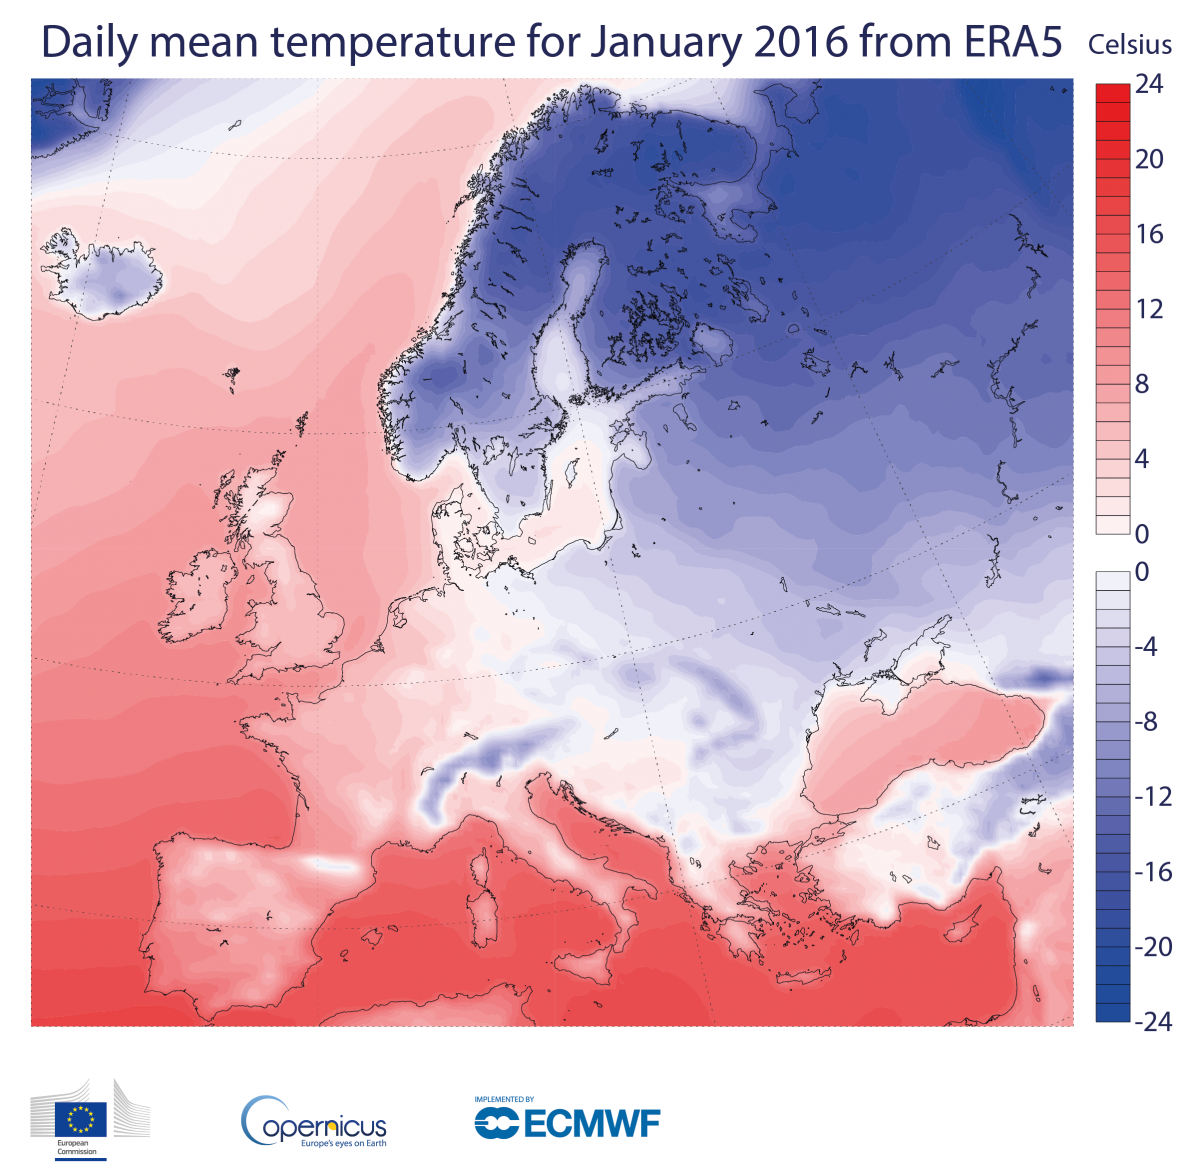 Daily mean temperature for January 2016 from ERA5
Celsius
24
20
16
12
8
4
0
0
-4
-8
-12
-16
-20
-24
European
Commission
opernicus
Europe's eyes on Earth
IMPLEMENTED BY
ECMWF